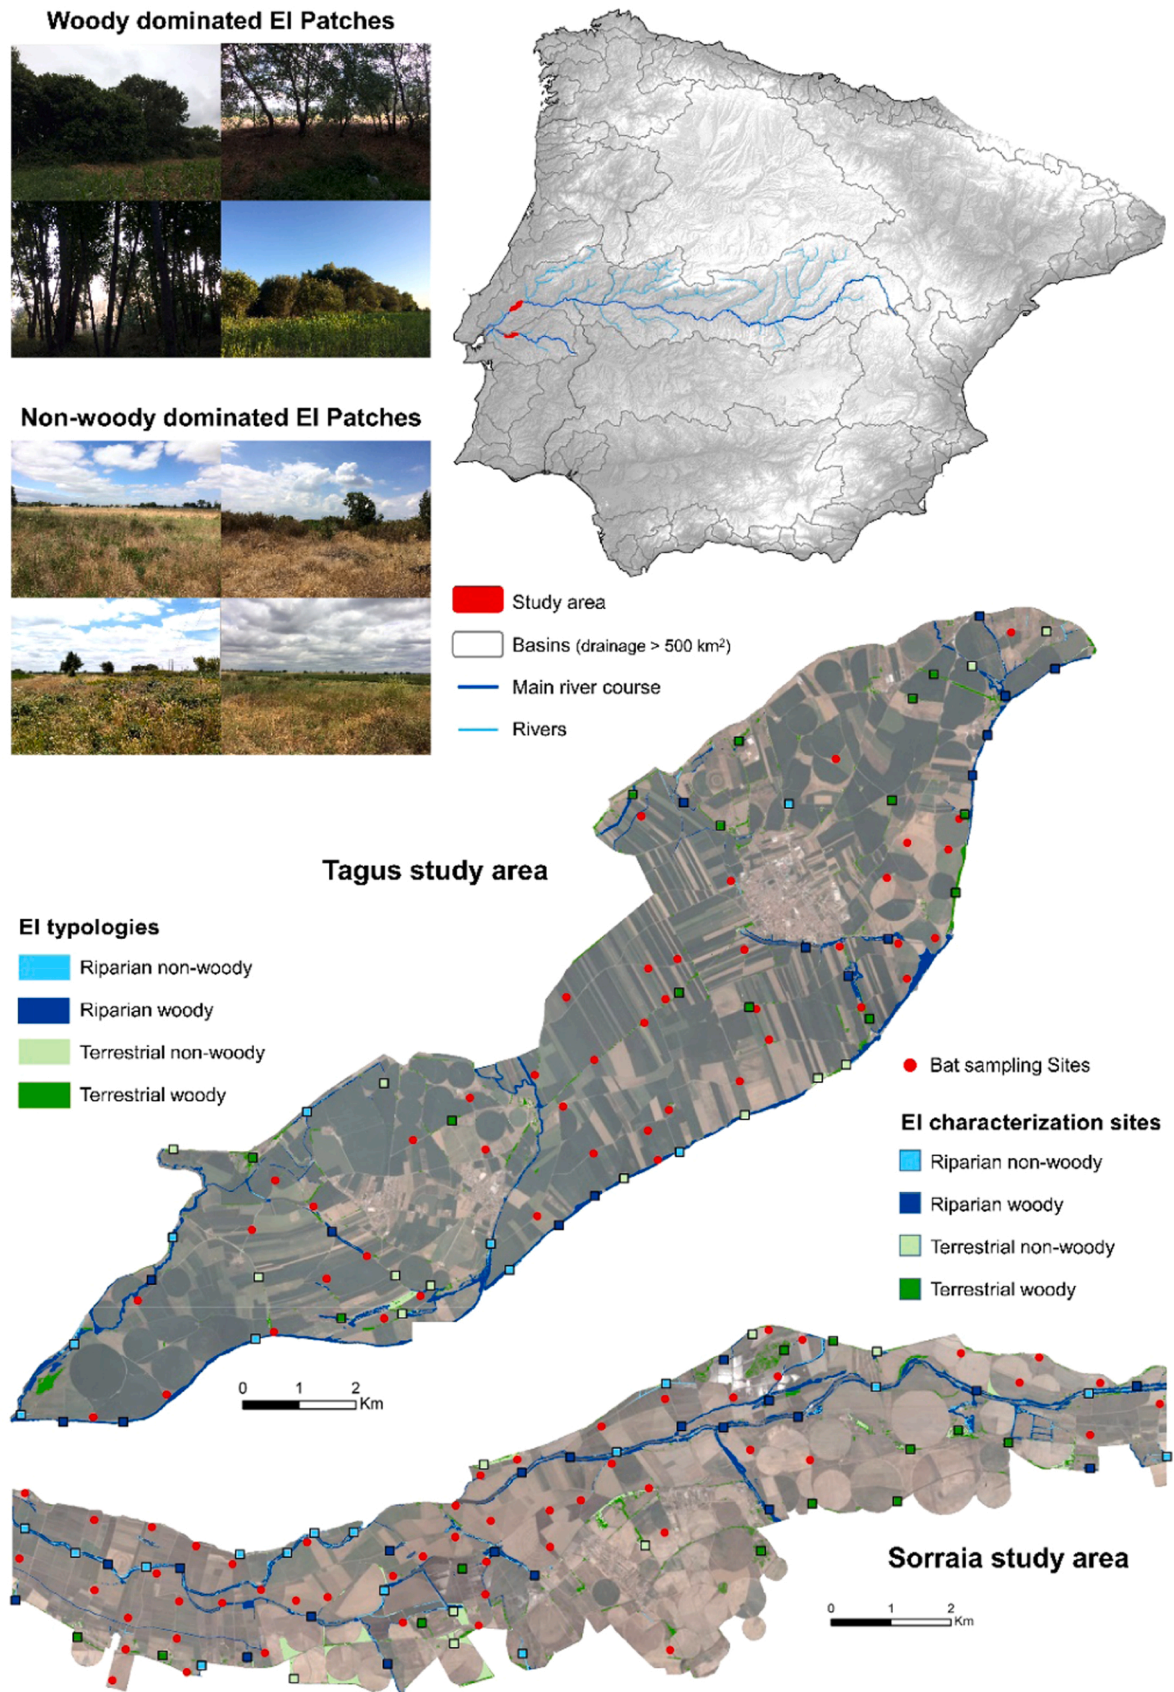 Woody dominated EI Patches
Non-woody dominated EI Patches
Study area
Basins (drainage > 500 km²)
Main river course
Rivers
Tagus study area
EI typologies
Riparian non-woody
Riparian woody
Terrestrial non-woody
Terrestrial woody
Bat sampling Sites
EI characterization sites
Riparian non-woody
Riparian woody
Terrestrial non-woody
Terrestrial woody
0 1 2
Km
Sorraia study area
0 1 2
Km